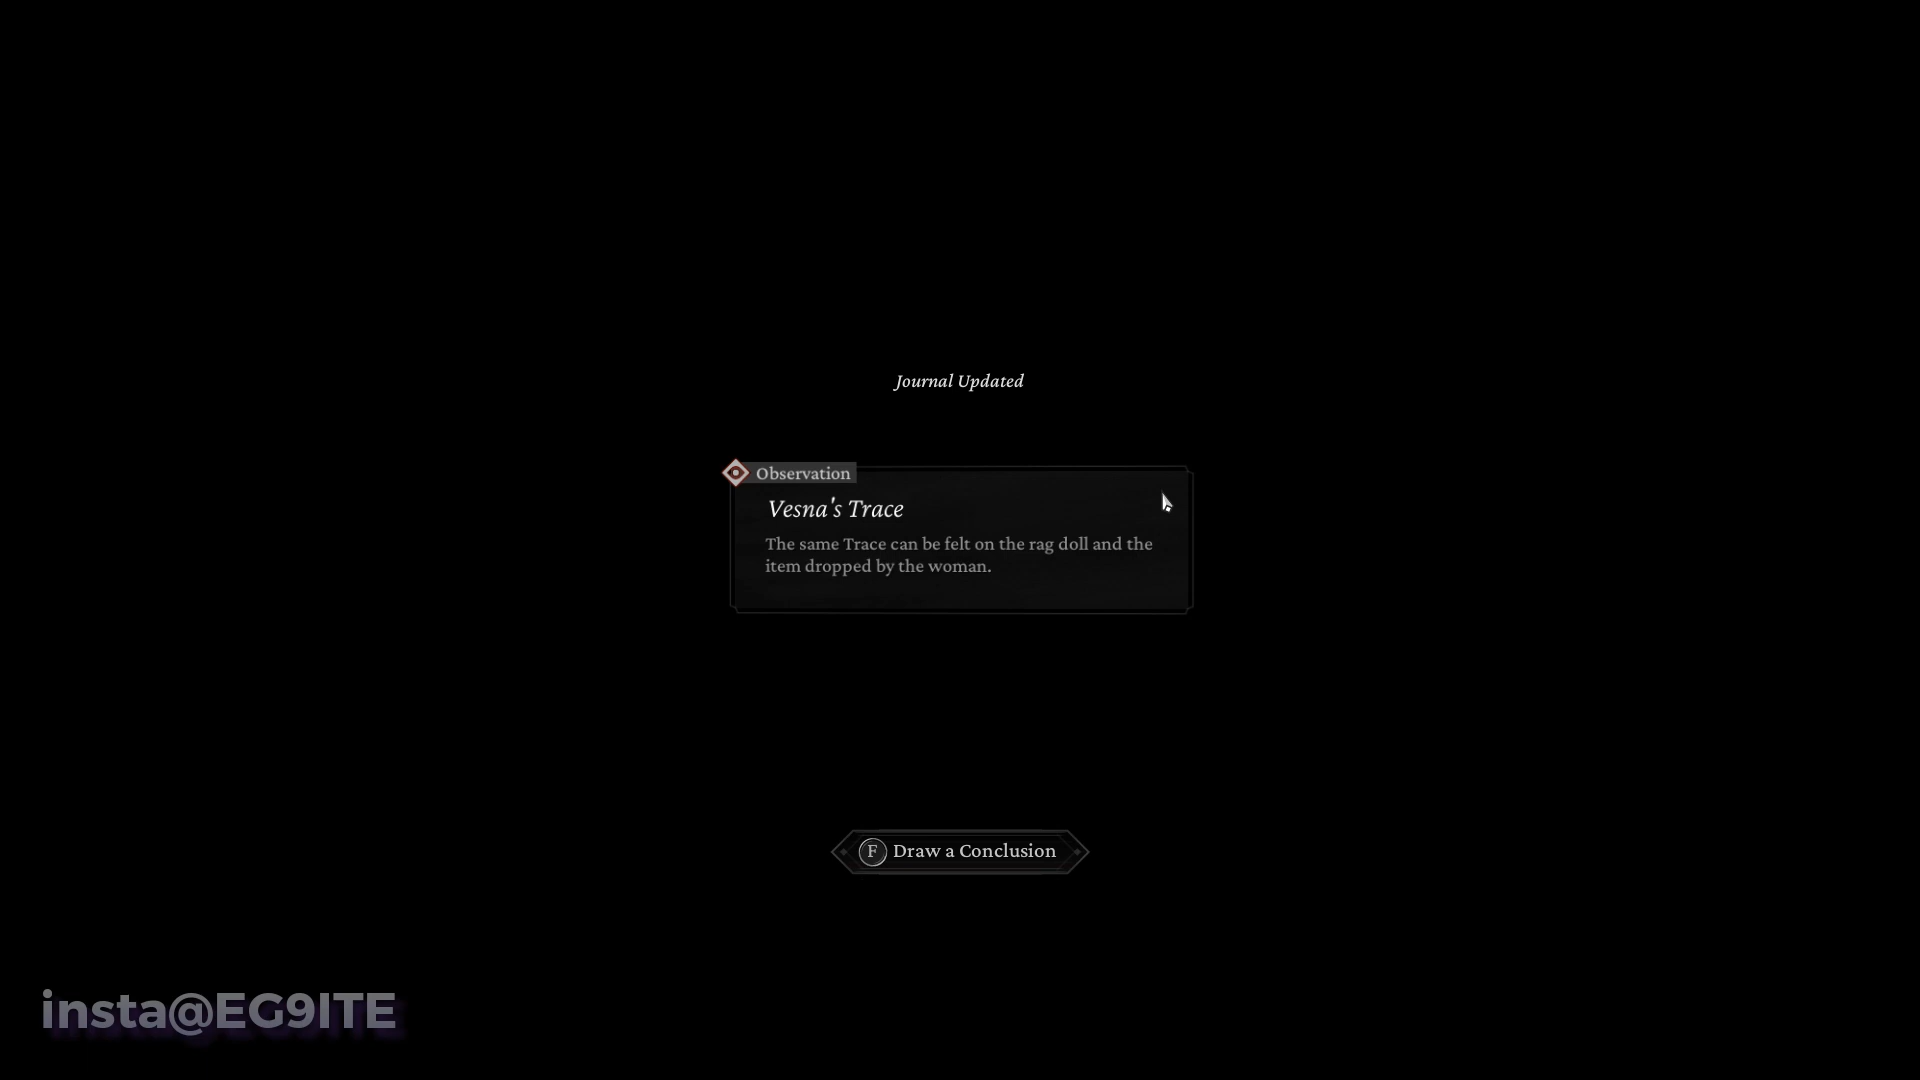 Journal Updated
Observation
Vesna's Trace
The same Trace can be felt on the rag doll and the
item dropped by the woman.
F Draw a Conclusion
insta@EG9ITE